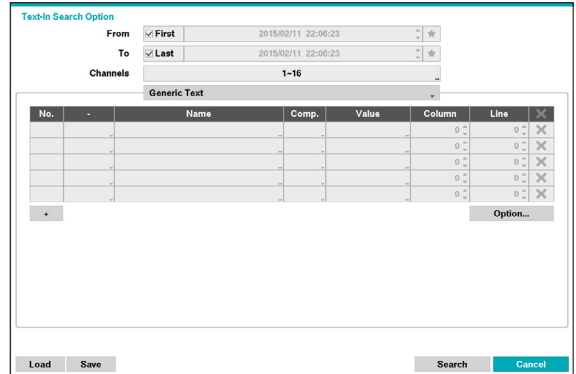 Text-In Search Option
From First 2015/02/11 22:06:23
To Last 2015/02/11 22:06:23
Channels 1~16
Generic Text
No. - Name Comp. Value Column Line
0 0
0 0
0 0
0 0
0 0
+ Option...
Load Save Search Cancel